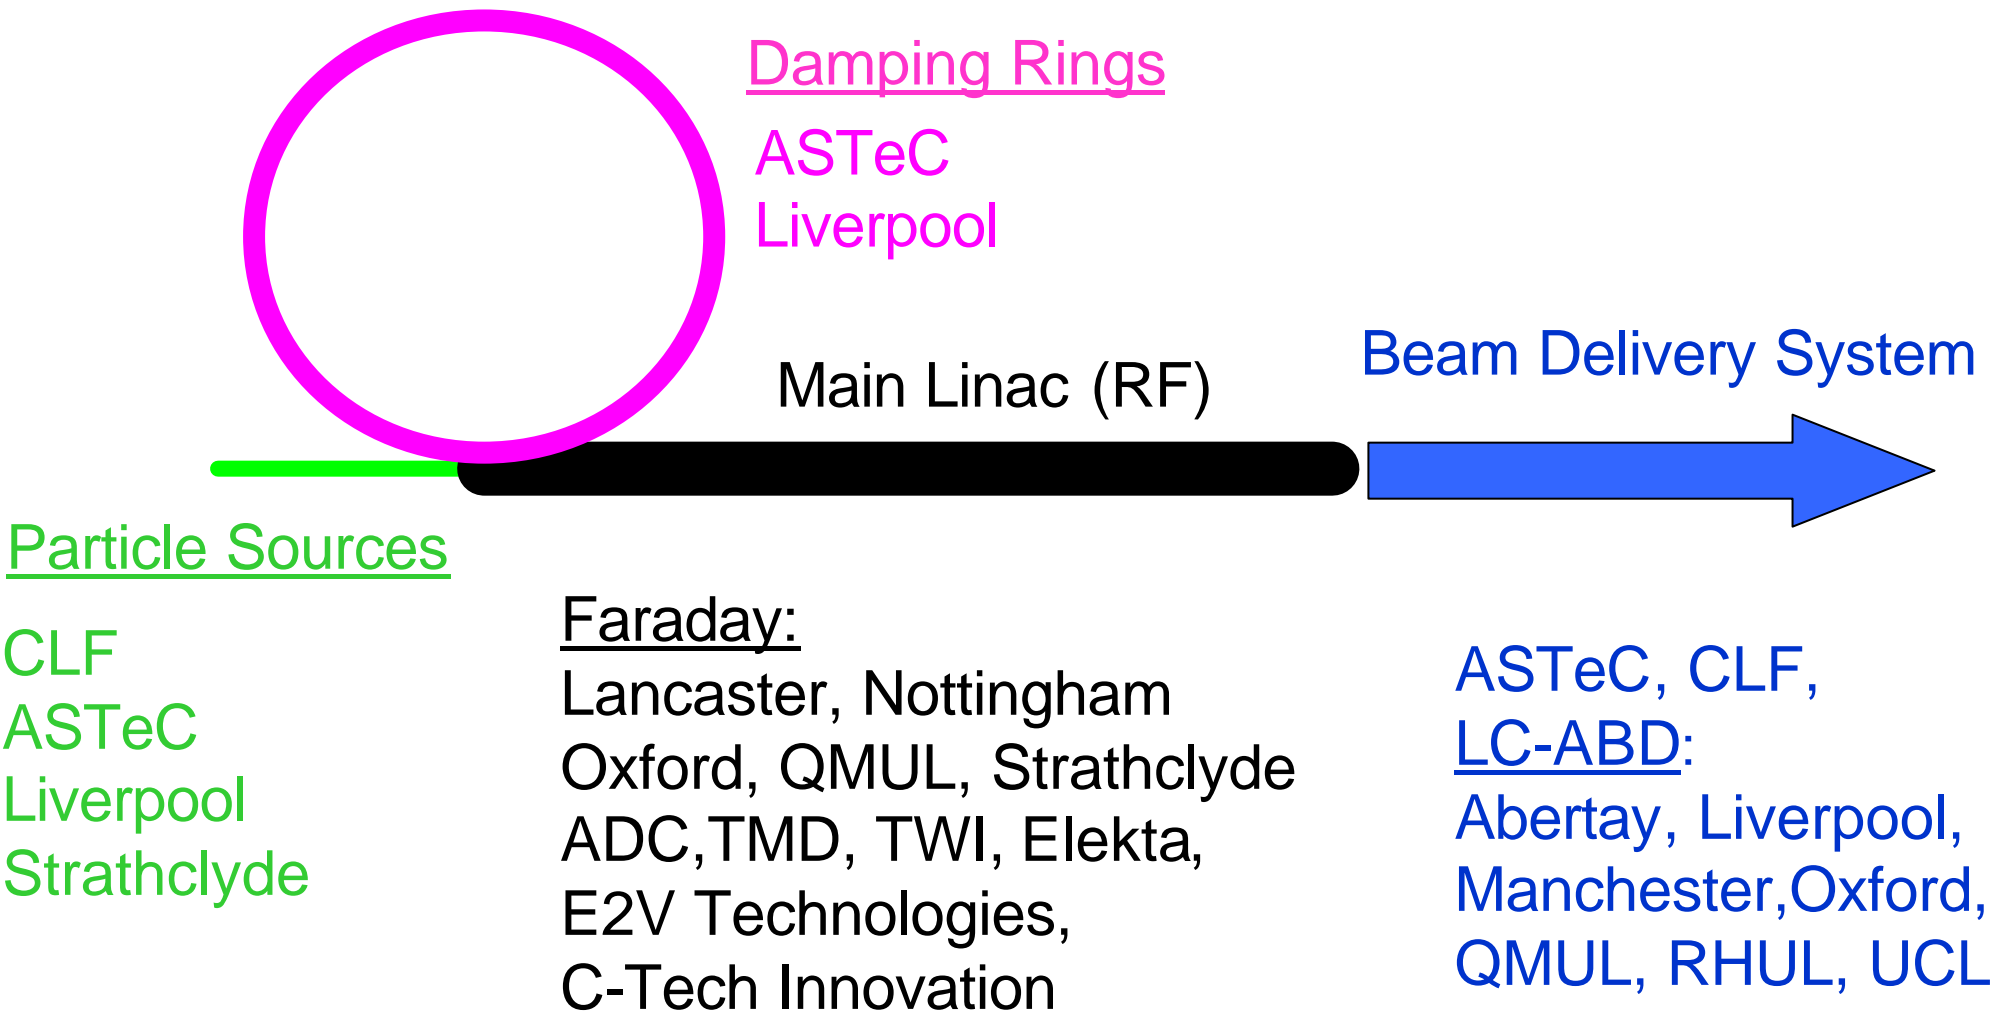 Damping Rings
ASTeC
Liverpool
Main Linac (RF)
Beam Delivery System
Particle Sources
CLF
ASTeC
Liverpool
Strathclyde
Faraday:
Lancaster, Nottingham
Oxford, QMUL, Strathclyde
ADC,TMD, TWI, Elekta,
E2V Technologies,
C-Tech Innovation
ASTeC, CLF,
LC-ABD:
Abertay, Liverpool,
Manchester,Oxford,
QMUL, RHUL, UCL